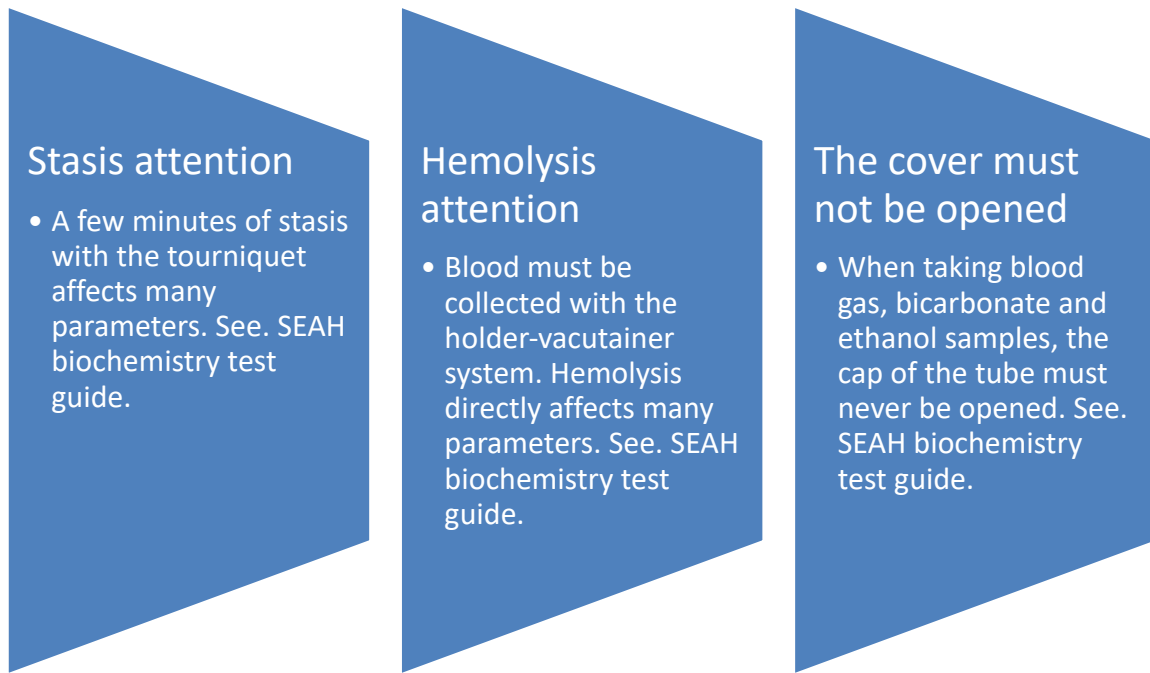 Stasis attention
• A few minutes of stasis
with the tourniquet
affects many
parameters. See. SEAH
biochemistry test
guide.
Hemolysis
attention
• Blood must be
collected with the
holder-vacutainer
system. Hemolysis
directly affects many
parameters. See. SEAH
biochemistry test
guide.
The cover must
not be opened
• When taking blood
gas, bicarbonate and
ethanol samples, the
cap of the tube must
never be opened. See.
SEAH biochemistry
test guide.